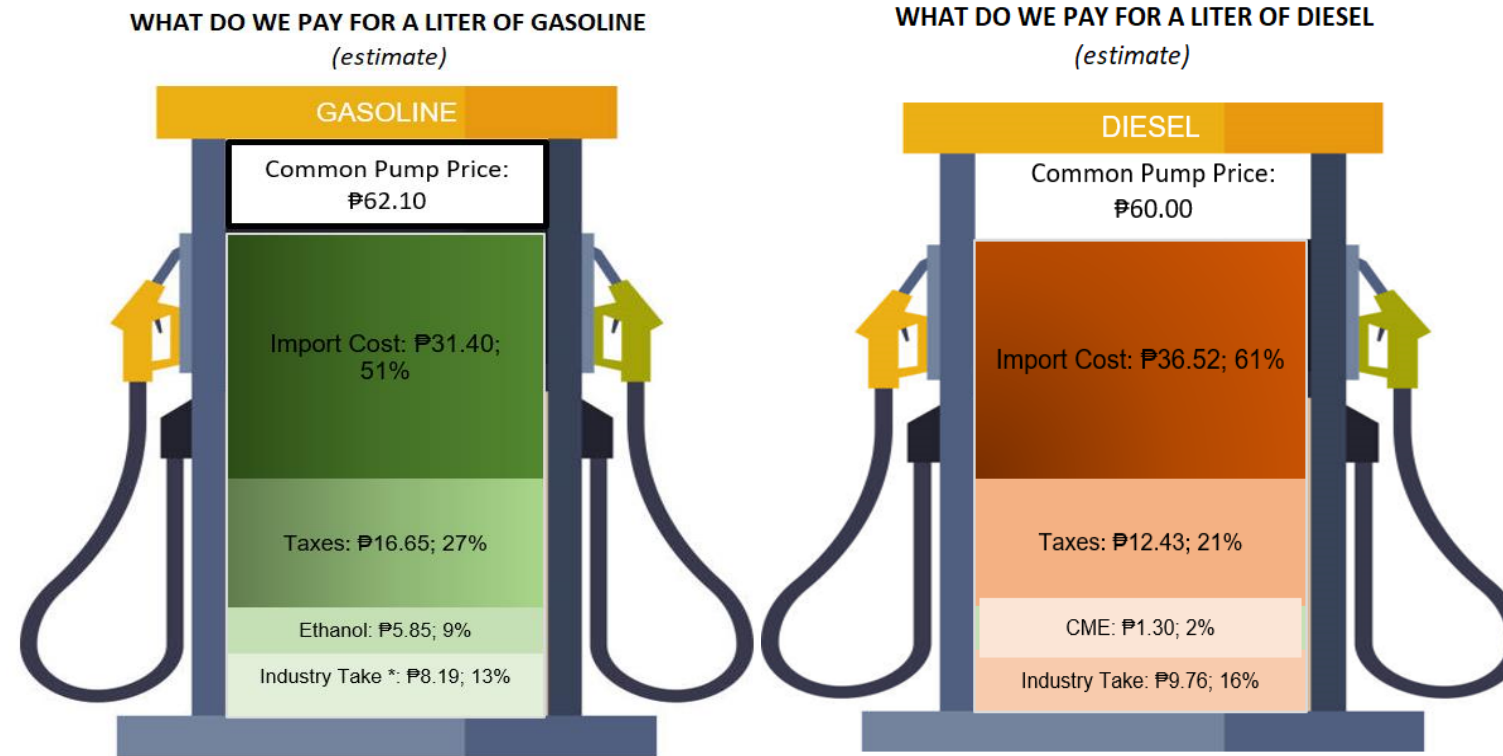 WHAT DO WE PAY FOR A LITER OF GASOLINE
(estimate)
GASOLINE
Common Pump Price:
₱62.10
Import Cost: ₱31.40;
51%
Taxes: ₱16.65; 27%
Ethanol: ₱5.85; 9%
Industry Take *: ₱8.19; 13%
WHAT DO WE PAY FOR A LITER OF DIESEL
(estimate)
DIESEL
Common Pump Price:
₱60.00
Import Cost: ₱36.52; 61%
Taxes: ₱12.43; 21%
CME: ₱1.30; 2%
Industry Take: ₱9.76; 16%